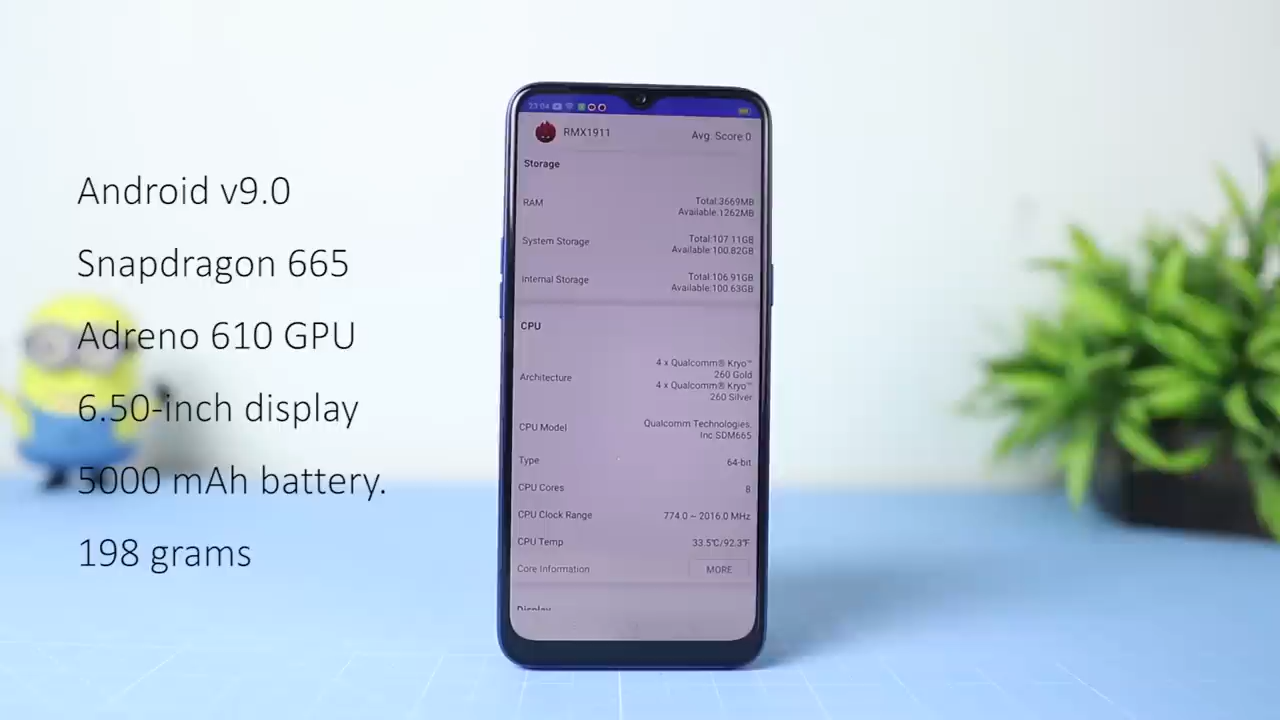 Android v9.0
Snapdragon 665
Adreno 610 GPU
6.50-inch display
5000 mAh battery.
198 grams
23:04
RMX1911
Avg. Score:0
Storage
RAM
Total:3669MB
Available:1262MB
System Storage
Total:107.11GB
Available:100.82GB
Internal Storage
Total:106.91GB
Available:100.63GB
CPU
Architecture
4 x Qualcomm® Kryo™
260 Gold
4 x Qualcomm® Kryo™
260 Silver
CPU Model
Qualcomm Technologies,
Inc SDM665
Type
64-bit
CPU Cores
8
CPU Clock Range
774.0 ~ 2016.0 MHz
CPU Temp
33.5℃/92.3℉
Core Information
MORE
Display